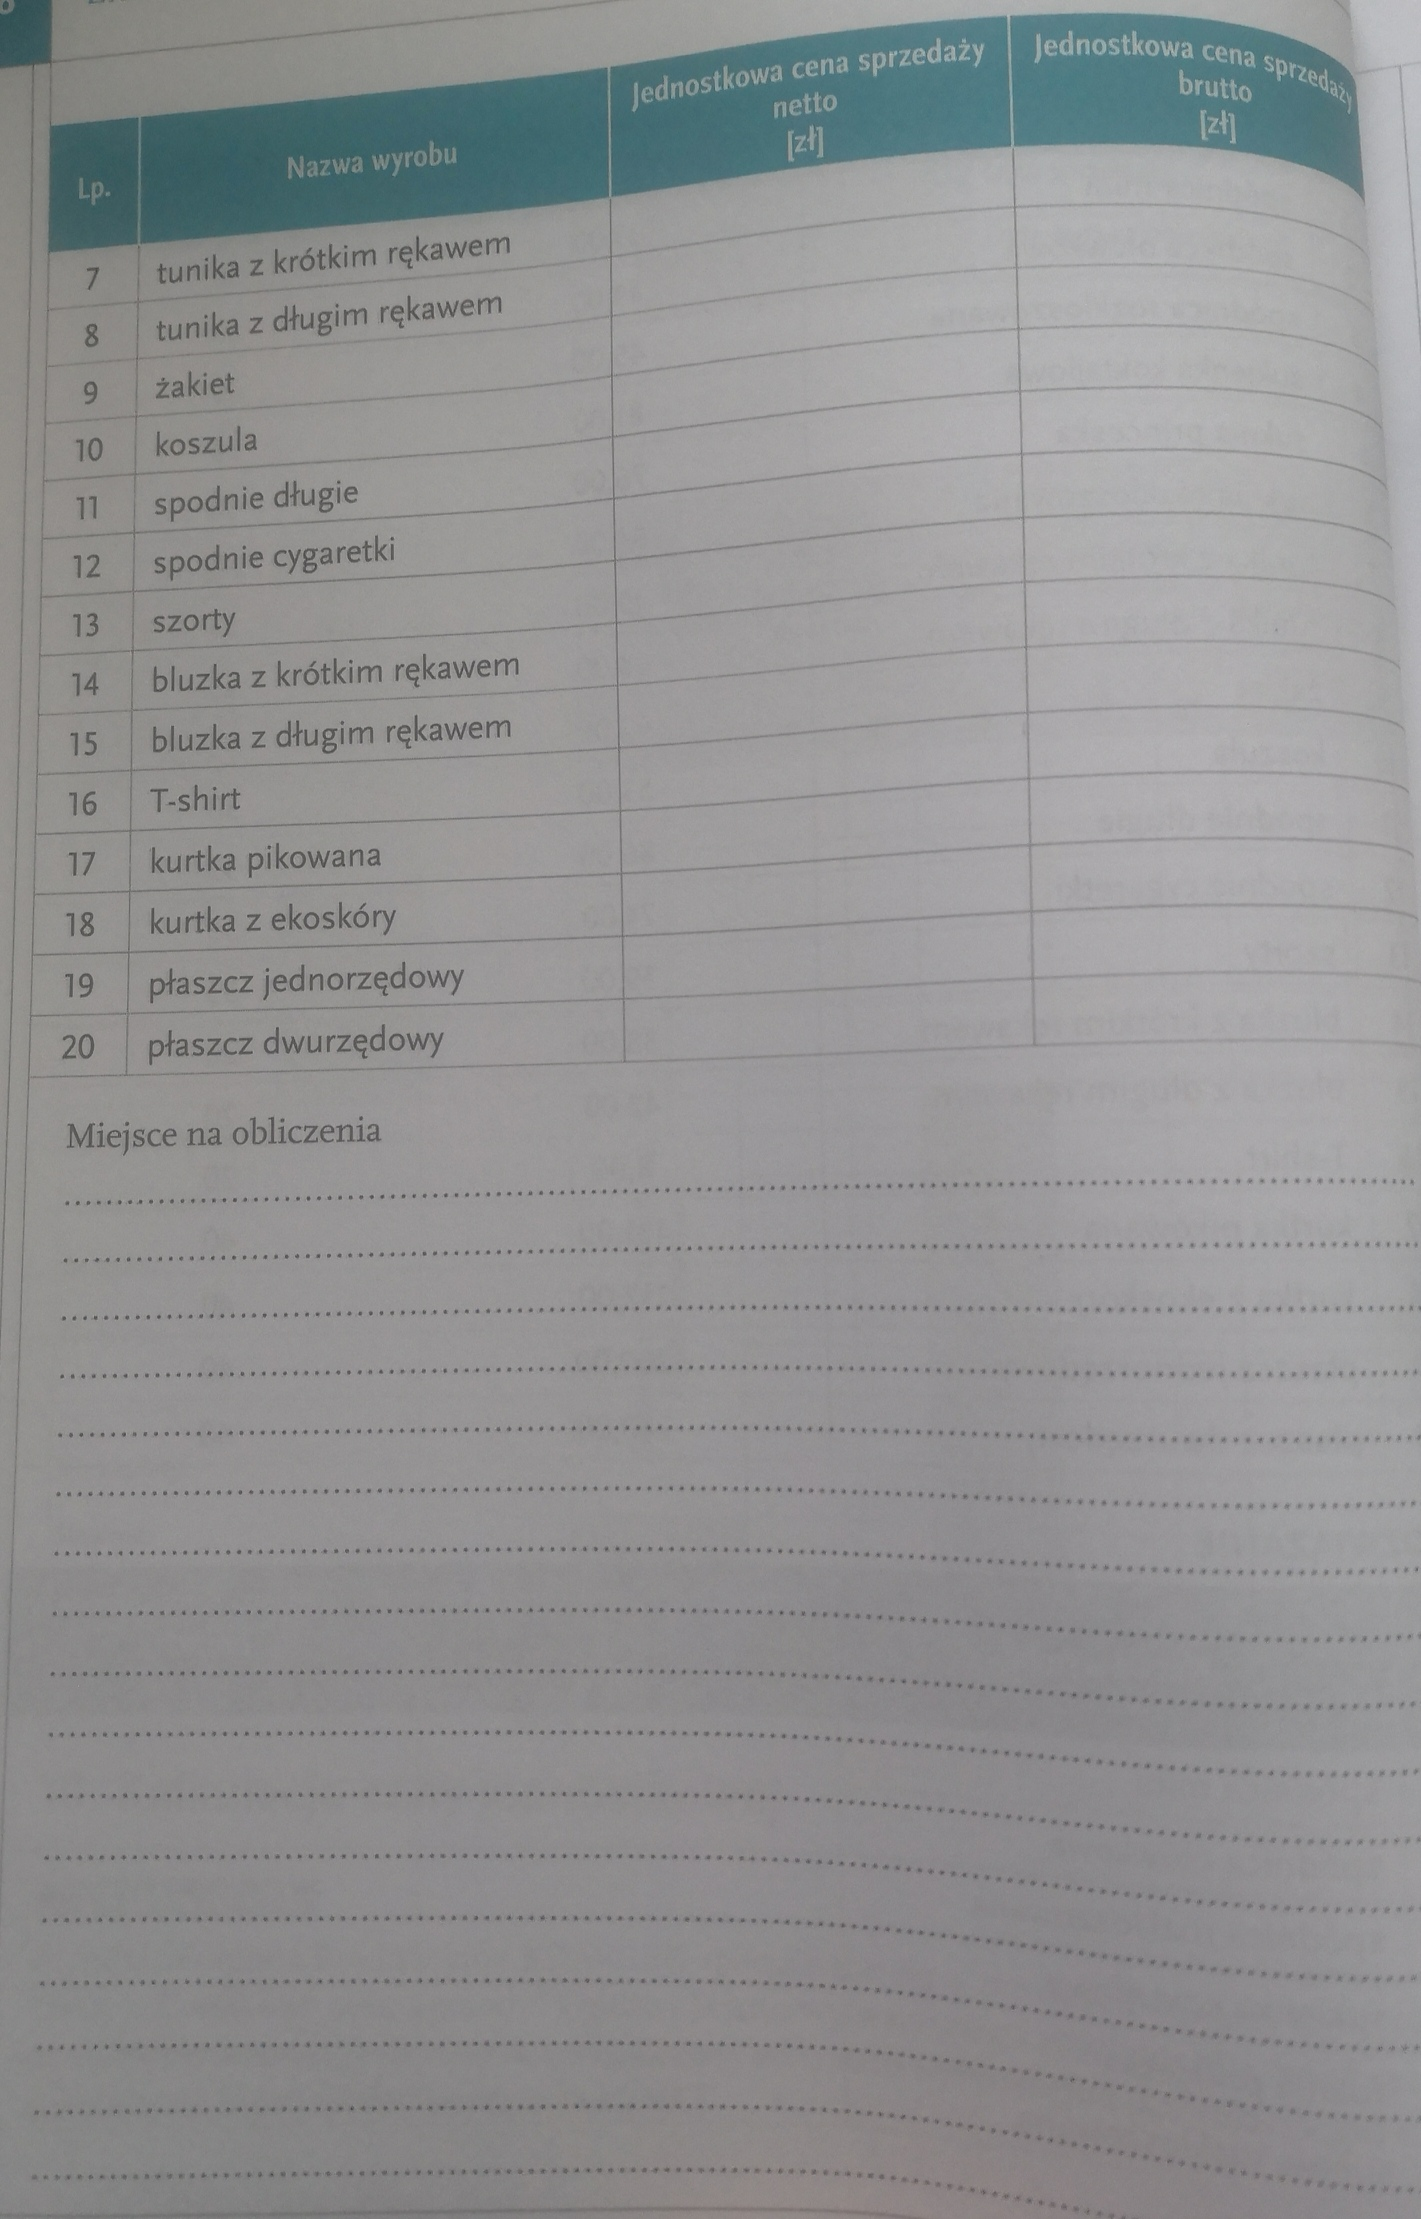 Jednostkowa cena sprzedaży
netto
[zł]
Jednostkowa cena sprzedaży
brutto
[zł]
Lp.
Nazwa wyrobu
7 tunika z krótkim rękawem
8 tunika z długim rękawem
9 żakiet
10 koszula
11 spodnie długie
12 spodnie cygaretki
13 szorty
14 bluzka z krótkim rękawem
15 bluzka z długim rękawem
16 T-shirt
17 kurtka pikowana
18 kurtka z ekoskóry
19 płaszcz jednorzędowy
20 płaszcz dwurzędowy
Miejsce na obliczenia